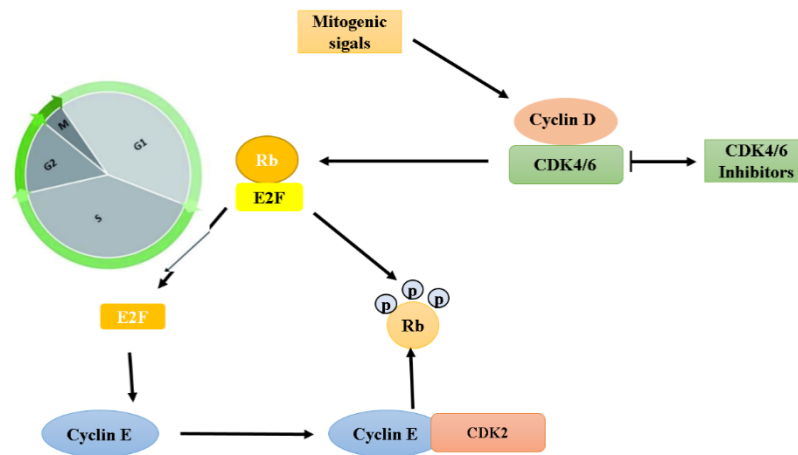 Mitogenic
sigals
Cyclin D
CDK4/6
CDK4/6
Inhibitors
M
G1
G2
S
Rb
E2F
E2F
p
p
p
Rb
Cyclin E
Cyclin E
CDK2